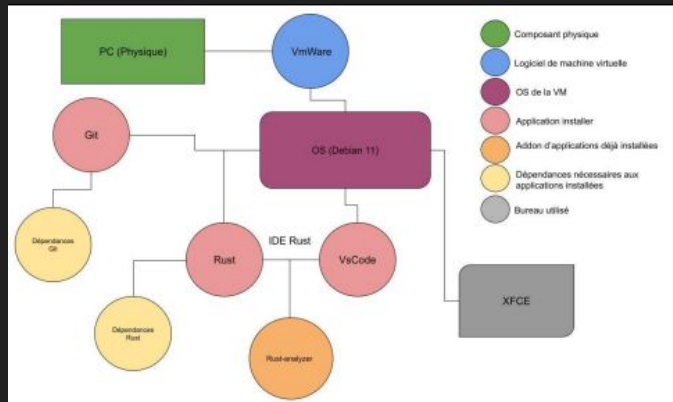 PC (Physique)
VmWare
Git
OS (Debian 11)
Dépendances
Git
Rust
IDE Rust
VsCode
Dépendances
Rust
Rust-analyzer
XFCE
Composant physique
Logiciel de machine virtuelle
OS de la VM
Application installer
Addon d'applications déjà installées
Dépendances nécessaires aux
applications installées
Bureau utilisé